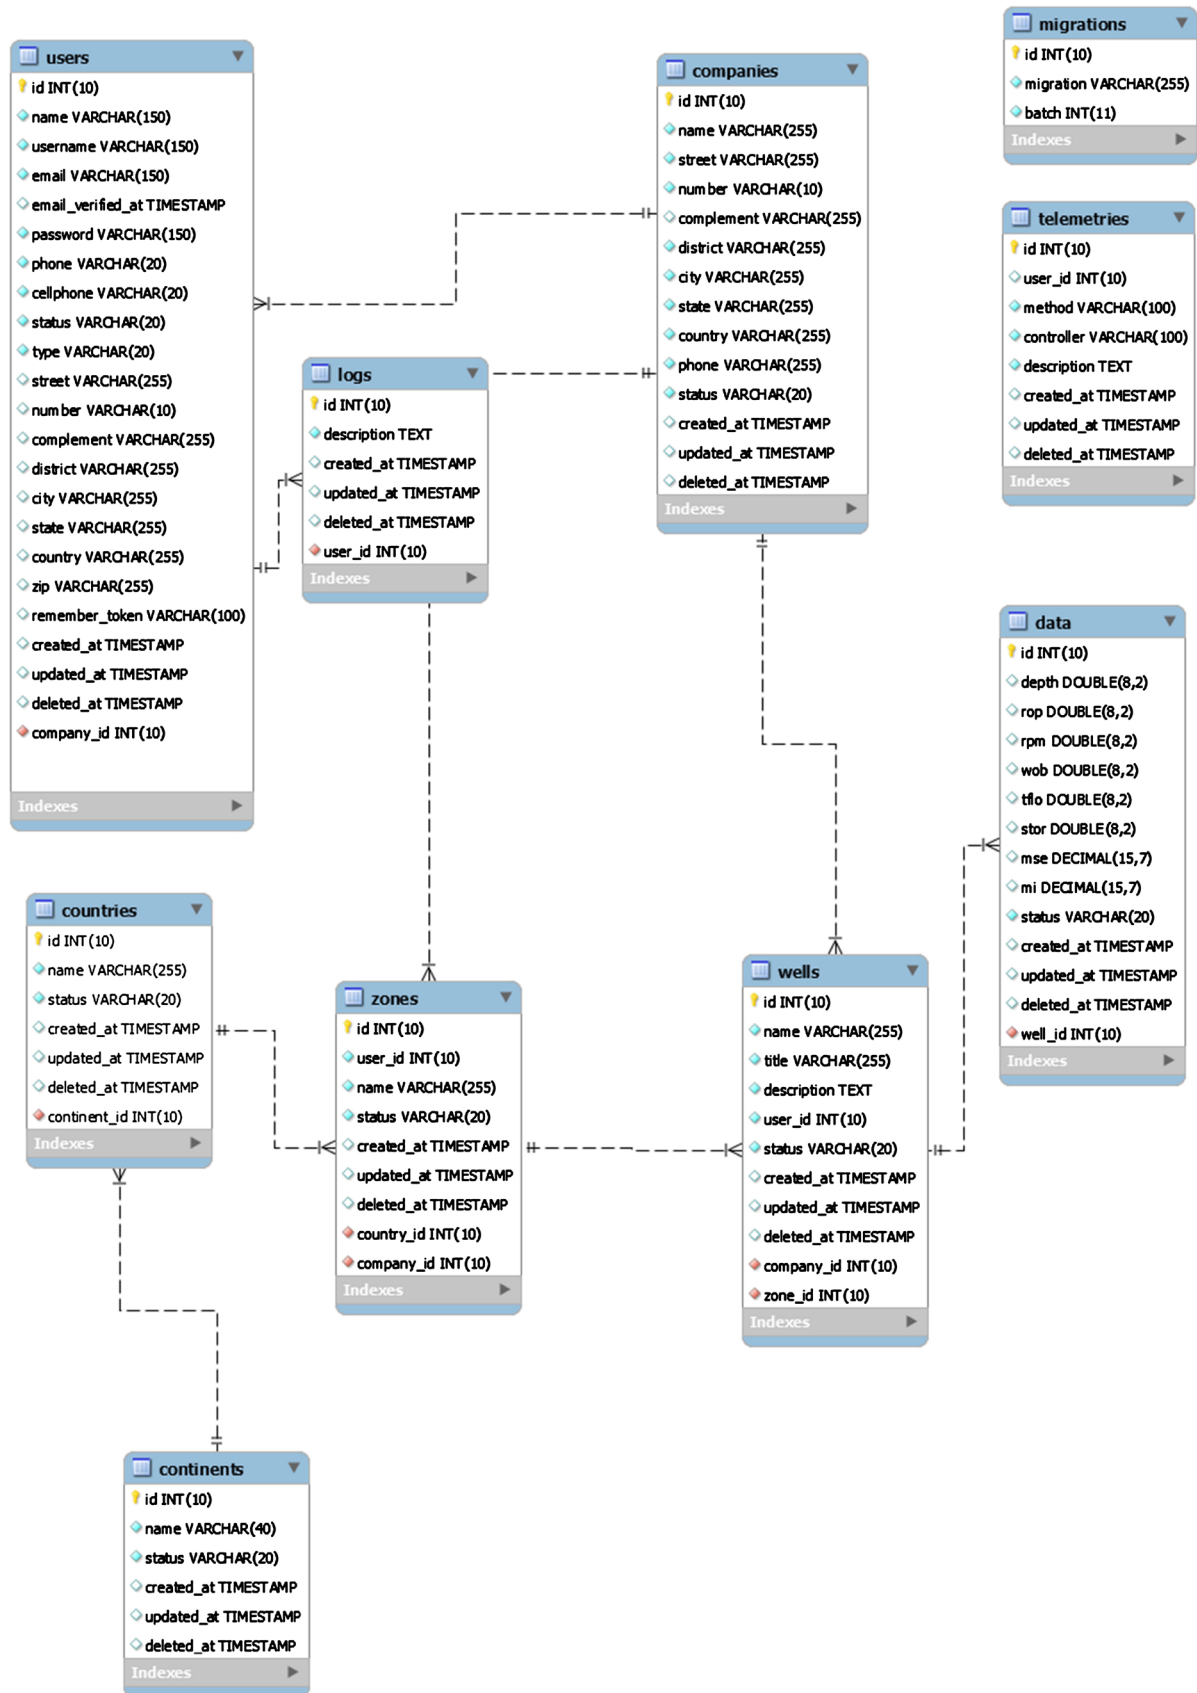 users
id INT(10)
name VARCHAR(150)
username VARCHAR(150)
email VARCHAR(150)
email_verified_at TIMESTAMP
password VARCHAR(150)
phone VARCHAR(20)
cellphone VARCHAR(20)
status VARCHAR(20)
type VARCHAR(20)
street VARCHAR(255)
number VARCHAR(10)
complement VARCHAR(255)
district VARCHAR(255)
city VARCHAR(255)
state VARCHAR(255)
country VARCHAR(255)
zip VARCHAR(255)
remember_token VARCHAR(100)
created_at TIMESTAMP
updated_at TIMESTAMP
deleted_at TIMESTAMP
company_id INT(10)
Indexes
logs
id INT(10)
description TEXT
created_at TIMESTAMP
updated_at TIMESTAMP
deleted_at TIMESTAMP
user_id INT(10)
Indexes
companies
id INT(10)
name VARCHAR(255)
street VARCHAR(255)
number VARCHAR(10)
complement VARCHAR(255)
district VARCHAR(255)
city VARCHAR(255)
state VARCHAR(255)
country VARCHAR(255)
phone VARCHAR(255)
status VARCHAR(20)
created_at TIMESTAMP
updated_at TIMESTAMP
deleted_at TIMESTAMP
Indexes
migrations
id INT(10)
migration VARCHAR(255)
batch INT(11)
Indexes
telemetries
id INT(10)
user_id INT(10)
method VARCHAR(100)
controller VARCHAR(100)
description TEXT
created_at TIMESTAMP
updated_at TIMESTAMP
deleted_at TIMESTAMP
Indexes
data
id INT(10)
depth DOUBLE(8,2)
rop DOUBLE(8,2)
rpm DOUBLE(8,2)
wob DOUBLE(8,2)
tflo DOUBLE(8,2)
stor DOUBLE(8,2)
mse DECIMAL(15,7)
mi DECIMAL(15,7)
status VARCHAR(20)
created_at TIMESTAMP
updated_at TIMESTAMP
deleted_at TIMESTAMP
well_id INT(10)
Indexes
countries
id INT(10)
name VARCHAR(255)
status VARCHAR(20)
created_at TIMESTAMP
updated_at TIMESTAMP
deleted_at TIMESTAMP
continent_id INT(10)
Indexes
zones
id INT(10)
user_id INT(10)
name VARCHAR(255)
status VARCHAR(20)
created_at TIMESTAMP
updated_at TIMESTAMP
deleted_at TIMESTAMP
country_id INT(10)
company_id INT(10)
Indexes
wells
id INT(10)
name VARCHAR(255)
title VARCHAR(255)
description TEXT
user_id INT(10)
status VARCHAR(20)
created_at TIMESTAMP
updated_at TIMESTAMP
deleted_at TIMESTAMP
company_id INT(10)
zone_id INT(10)
Indexes
continents
id INT(10)
name VARCHAR(40)
status VARCHAR(20)
created_at TIMESTAMP
updated_at TIMESTAMP
deleted_at TIMESTAMP
Indexes